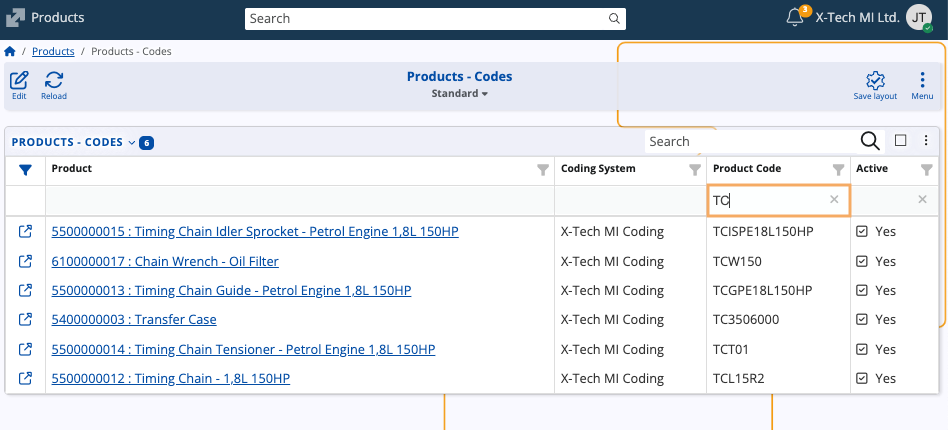 Products
Search
3
X-Tech MI Ltd.
JT
/ Products / Products - Codes
Edit
Reload
Products - Codes
Standard
Save layout
Menu
PRODUCTS - CODES 6
Search
Product Coding System Product Code Active
TC
5500000015 : Timing Chain Idler Sprocket - Petrol Engine 1,8L 150HP X-Tech MI Coding TCISPE18L150HP Yes
6100000017 : Chain Wrench - Oil Filter X-Tech MI Coding TCW150 Yes
5500000013 : Timing Chain Guide - Petrol Engine 1,8L 150HP X-Tech MI Coding TCGPE18L150HP Yes
5400000003 : Transfer Case X-Tech MI Coding TC3506000 Yes
5500000014 : Timing Chain Tensioner - Petrol Engine 1,8L 150HP X-Tech MI Coding TCT01 Yes
5500000012 : Timing Chain - 1,8L 150HP X-Tech MI Coding TCL15R2 Yes